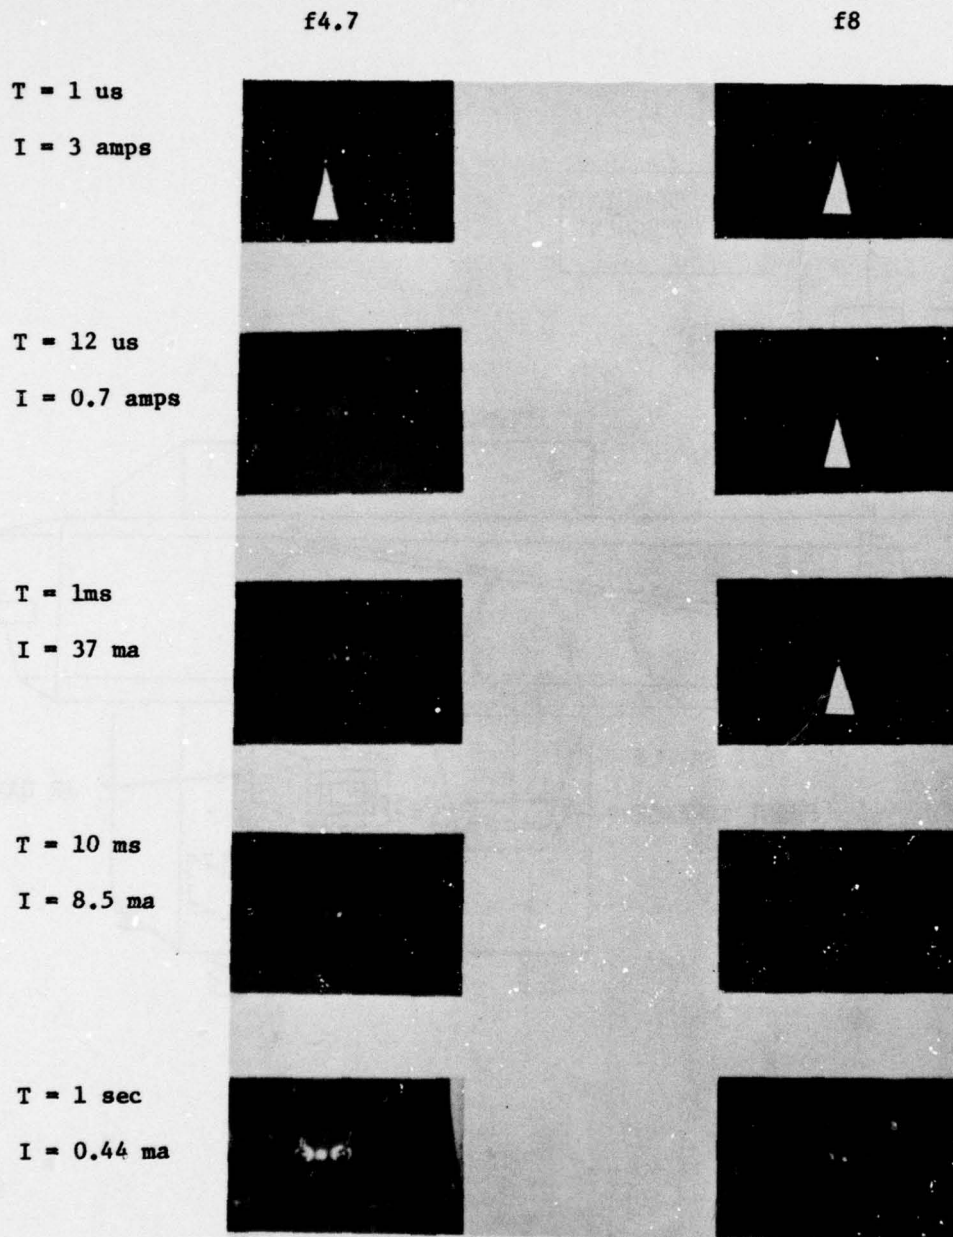 f4.7 f8
T = 1 us
I = 3 amps
T = 12 us
I = 0.7 amps
T = 1ms
I = 37 ma
T = 10 ms
I = 8.5 ma
T = 1 sec
I = 0.44 ma